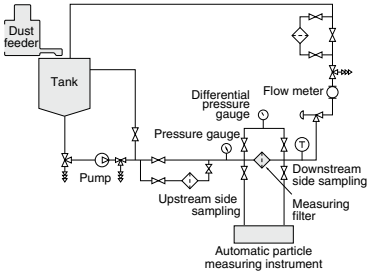 Dust
feeder
Tank
Differential
pressure
gauge
Flow meter
Pressure gauge
T
Pump
Downstream
side sampling
Upstream side
sampling
Measuring
filter
Automatic particle
measuring instrument